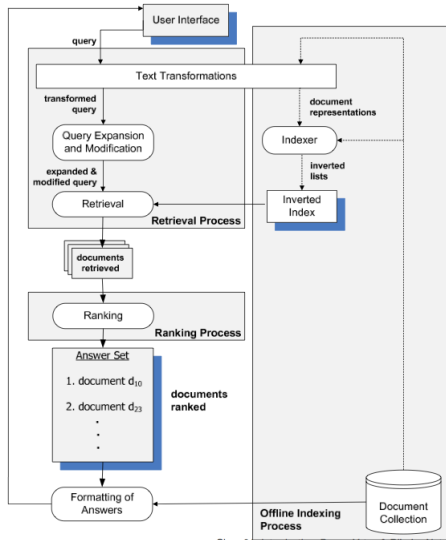 User Interface
query
Text Transformations
transformed
query
document
representations
Query Expansion
and Modification
Indexer
expanded &
modified query
inverted
lists
Retrieval
Inverted
Index
Retrieval Process
documents
retrieved
Ranking
Ranking Process
Answer Set
1. document d10
2. document d23
.
.
.
documents
ranked
Formatting of
Answers
Offline Indexing
Process
Document
Collection